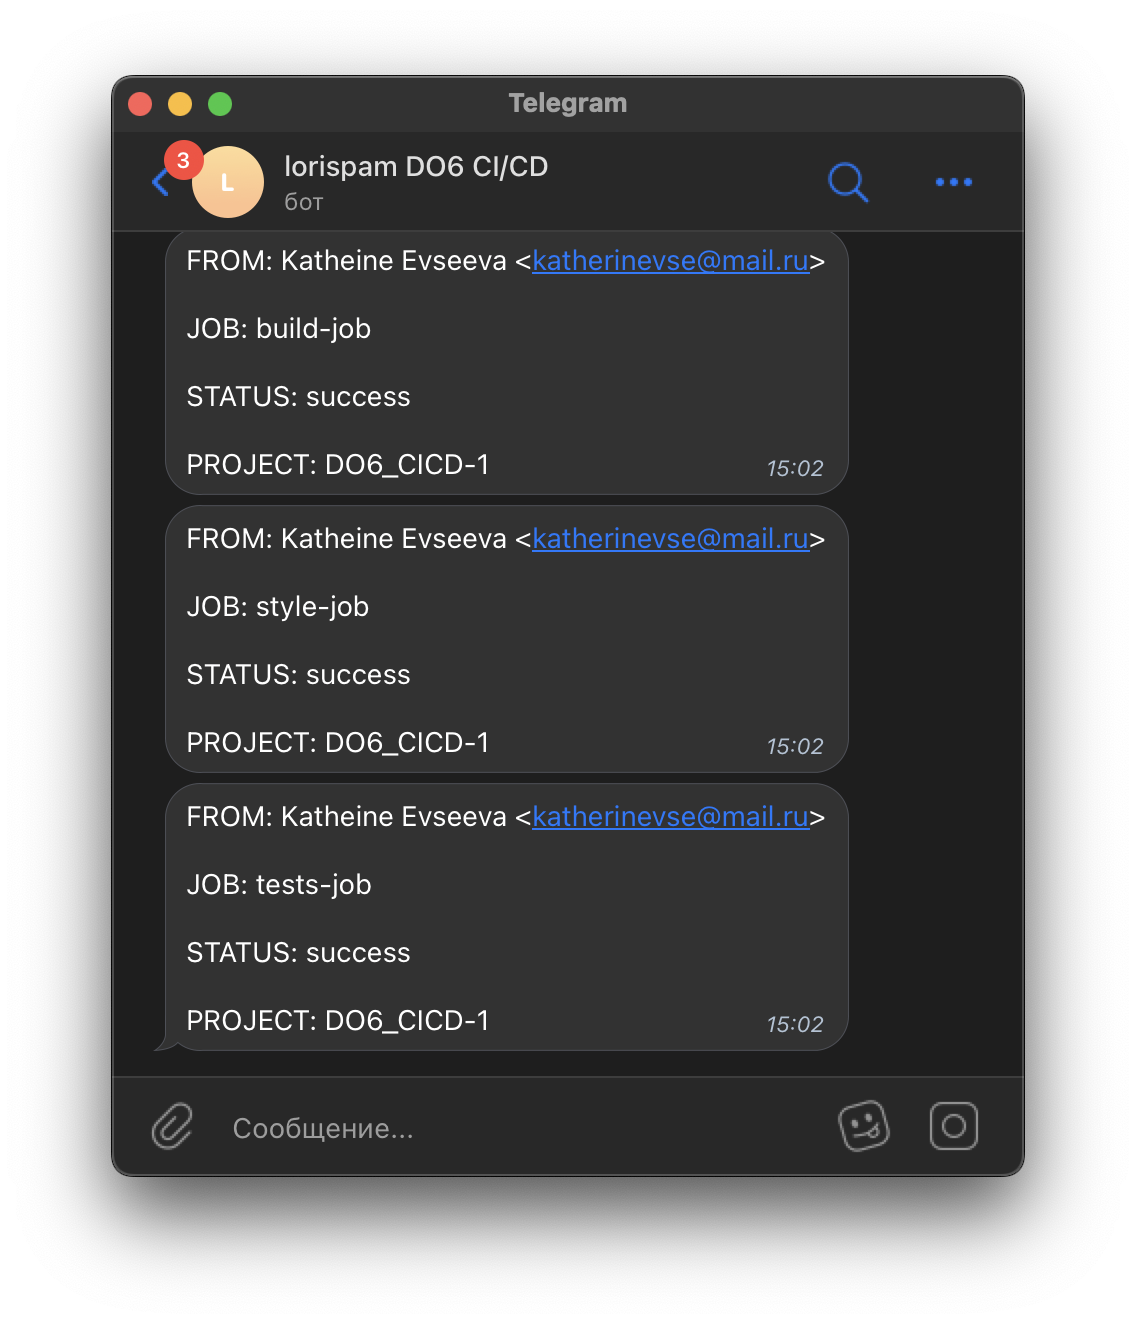 Telegram
3
L
lorispam DO6 CI/CD
бот
FROM: Katheine Evseeva <katherinevse@mail.ru>
JOB: build-job
STATUS: success
PROJECT: DO6_CICD-1
15:02
FROM: Katheine Evseeva <katherinevse@mail.ru>
JOB: style-job
STATUS: success
PROJECT: DO6_CICD-1
15:02
FROM: Katheine Evseeva <katherinevse@mail.ru>
JOB: tests-job
STATUS: success
PROJECT: DO6_CICD-1
15:02
Сообщение...